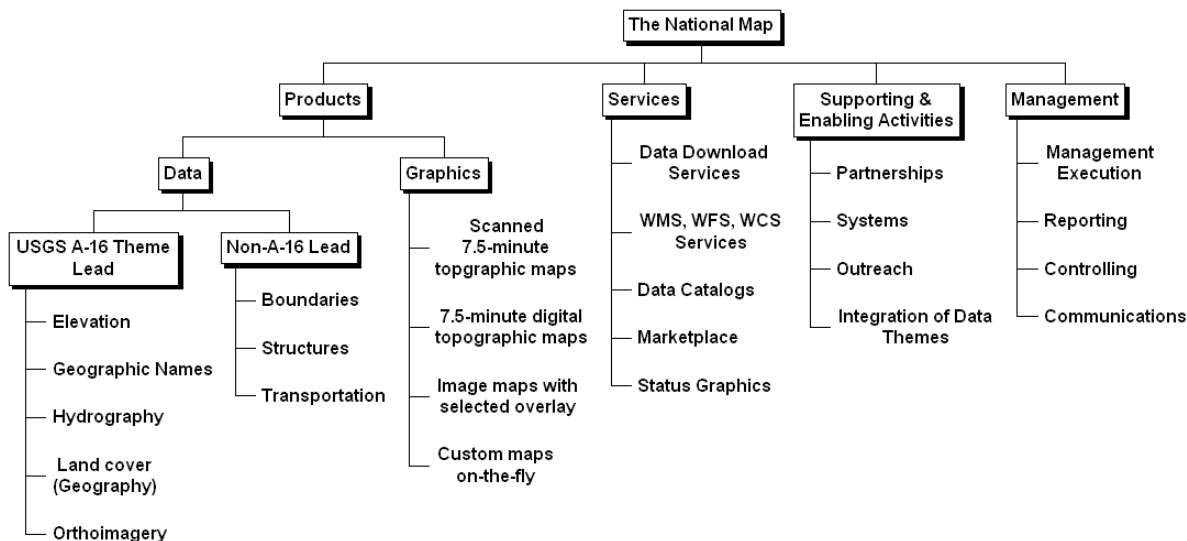 The National Map
Products
Services
Supporting &
Enabling Activities
Management
Data
Graphics
USGS A-16 Theme
Lead
Non-A-16 Lead
Elevation
Geographic Names
Hydrography
Land cover
(Geography)
Orthoimagery
Boundaries
Structures
Transportation
Scanned
7.5-minute
topgraphic maps
7.5-minute digital
topographic maps
Image maps with
selected overlay
Custom maps
on-the-fly
Data Download
Services
WMS, WFS, WCS
Services
Data Catalogs
Marketplace
Status Graphics
Partnerships
Systems
Outreach
Integration of Data
Themes
Management
Execution
Reporting
Controlling
Communications